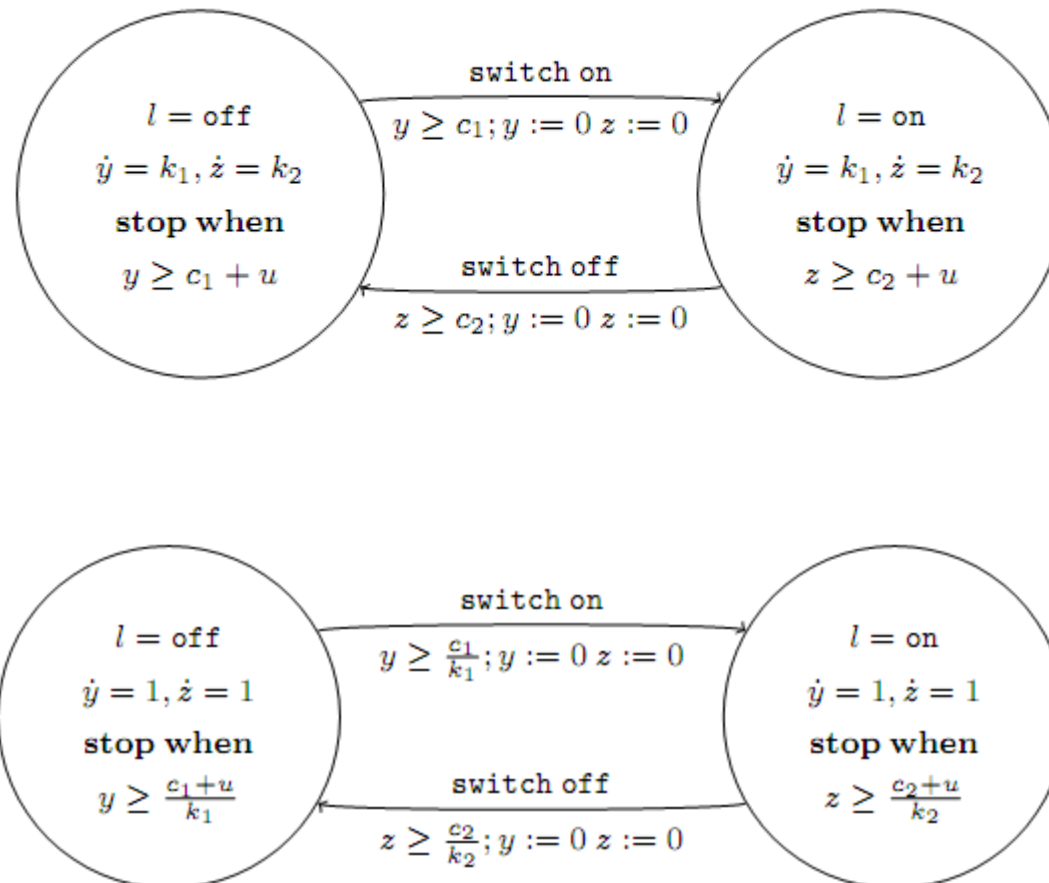 switch on
l = off
y ≥ c₁; y := 0 z := 0
l = on
ẏ = k₁, ż = k₂
ẏ = k₁, ż = k₂
stop when
stop when
switch off
y ≥ c₁ + u
z ≥ c₂ + u
z ≥ c₂; y := 0 z := 0
switch on
l = off
y ≥ c₁/k₁; y := 0 z := 0
l = on
ẏ = 1, ż = 1
ẏ = 1, ż = 1
stop when
stop when
switch off
y ≥ (c₁+u)/k₁
z ≥ (c₂+u)/k₂
z ≥ c₂/k₂; y := 0 z := 0